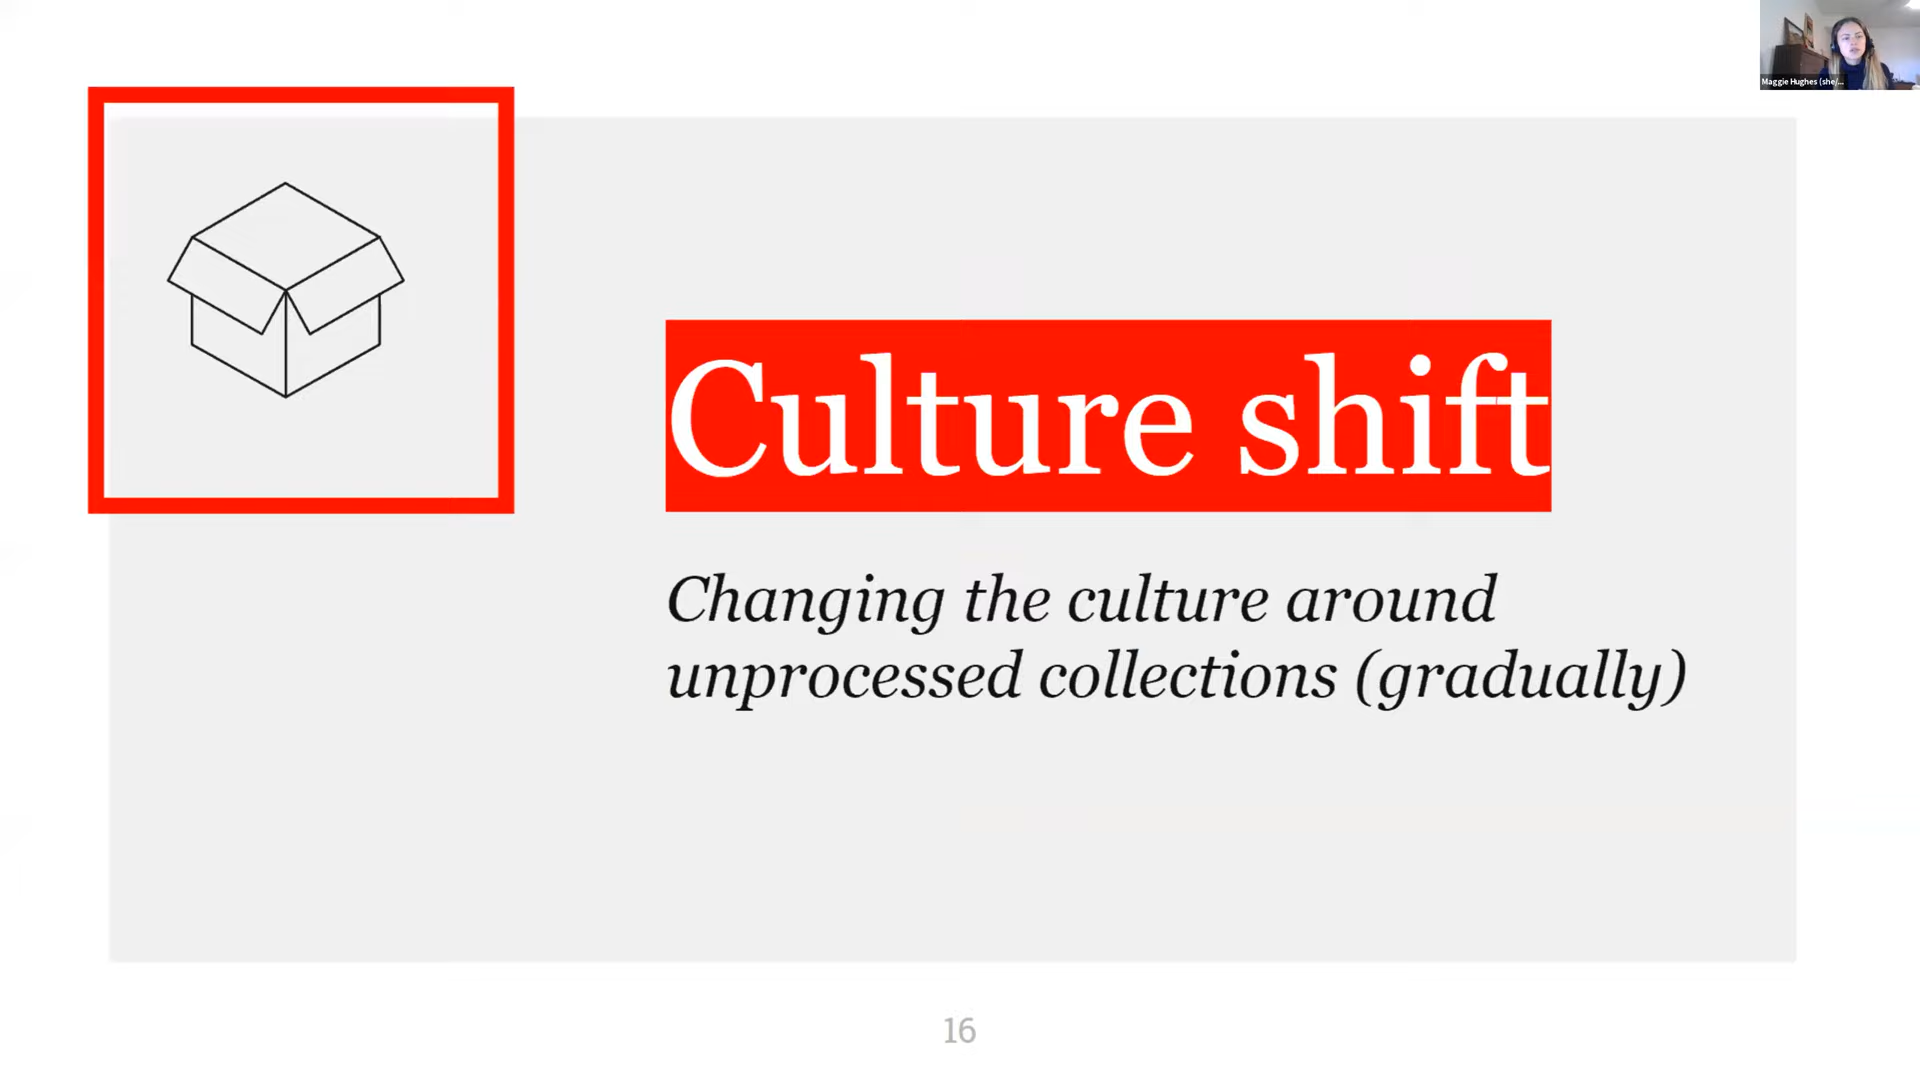 Maggie Hughes (she/...
Culture shift
Changing the culture around
unprocessed collections (gradually)
16